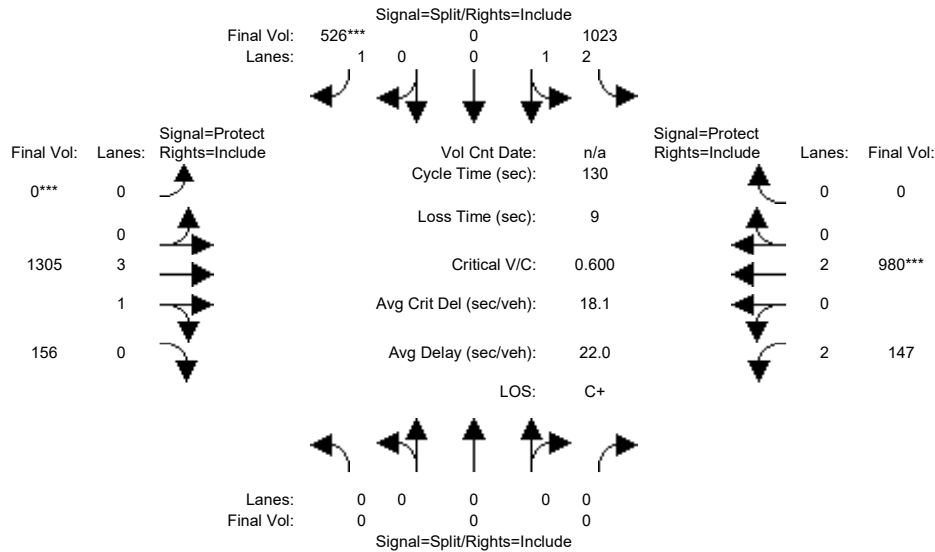 Signal=Split/Rights=Include
Final Vol: 526*** 0 1023
Lanes: 1 0 0 1 2
Signal=Protect Signal=Protect
Final Vol: Lanes: Rights=Include Vol Cnt Date: n/a Rights=Include Lanes: Final Vol:
Cycle Time (sec): 130
0*** 0 0 0
Loss Time (sec): 9
0 0
1305 3 Critical V/C: 0.600 2 980***
1 Avg Crit Del (sec/veh): 18.1 0
156 0 Avg Delay (sec/veh): 22.0 2 147
LOS: C+
Lanes: 0 0 0 0 0
Final Vol: 0 0 0
Signal=Split/Rights=Include